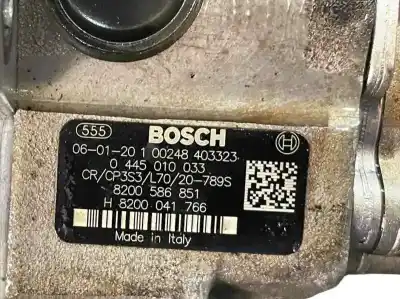 555 BOSCH
06-01-20 1 00248 403323
0 445 010 033
CR/CP3S3/L70/20-789S
8200 586 851
H 8200 041 766
Made in Italy